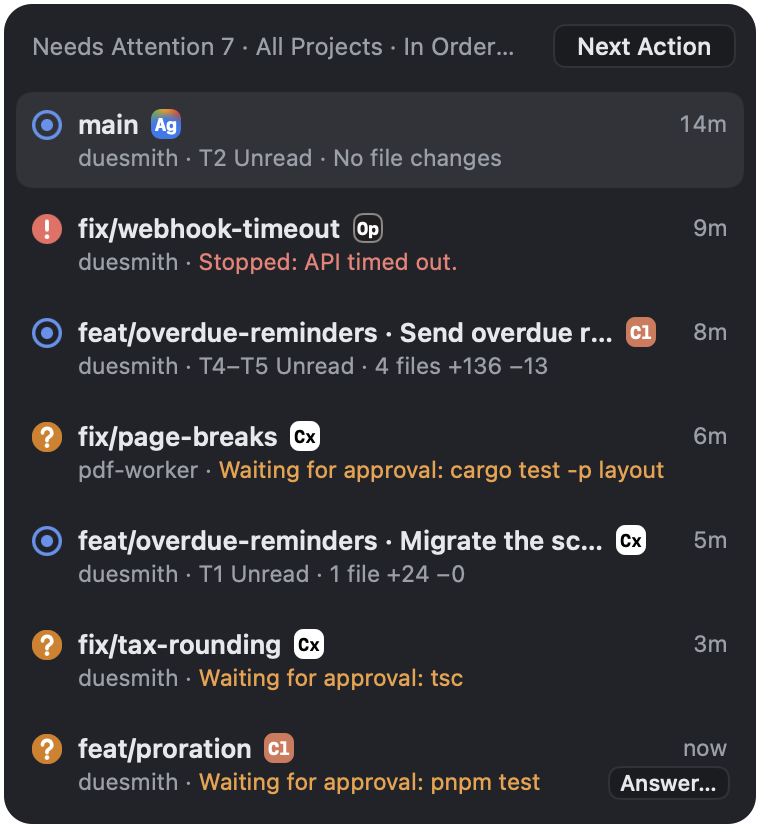 Needs Attention 7 · All Projects · In Order... Next Action
main Ag 14m
duesmith · T2 Unread · No file changes
! fix/webhook-timeout Op 9m
duesmith · Stopped: API timed out.
feat/overdue-reminders · Send overdue r... Cl 8m
duesmith · T4–T5 Unread · 4 files +136 −13
? fix/page-breaks Cx 6m
pdf-worker · Waiting for approval: cargo test -p layout
feat/overdue-reminders · Migrate the sc... Cx 5m
duesmith · T1 Unread · 1 file +24 −0
? fix/tax-rounding Cx 3m
duesmith · Waiting for approval: tsc
? feat/proration Cl now
duesmith · Waiting for approval: pnpm test Answer...